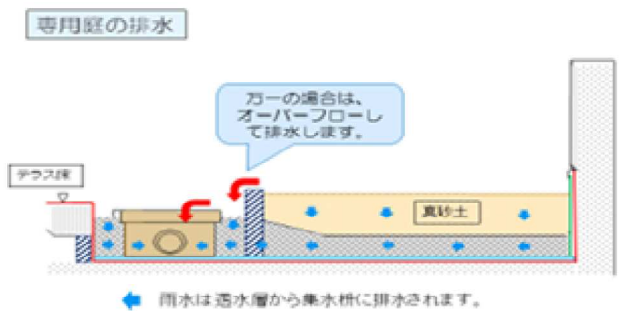 専用庭の排水
万一の場合は、
オーバーフローし
て排水します。
テラス床
真砂土
雨水は透水層から集水桝に排水されます。